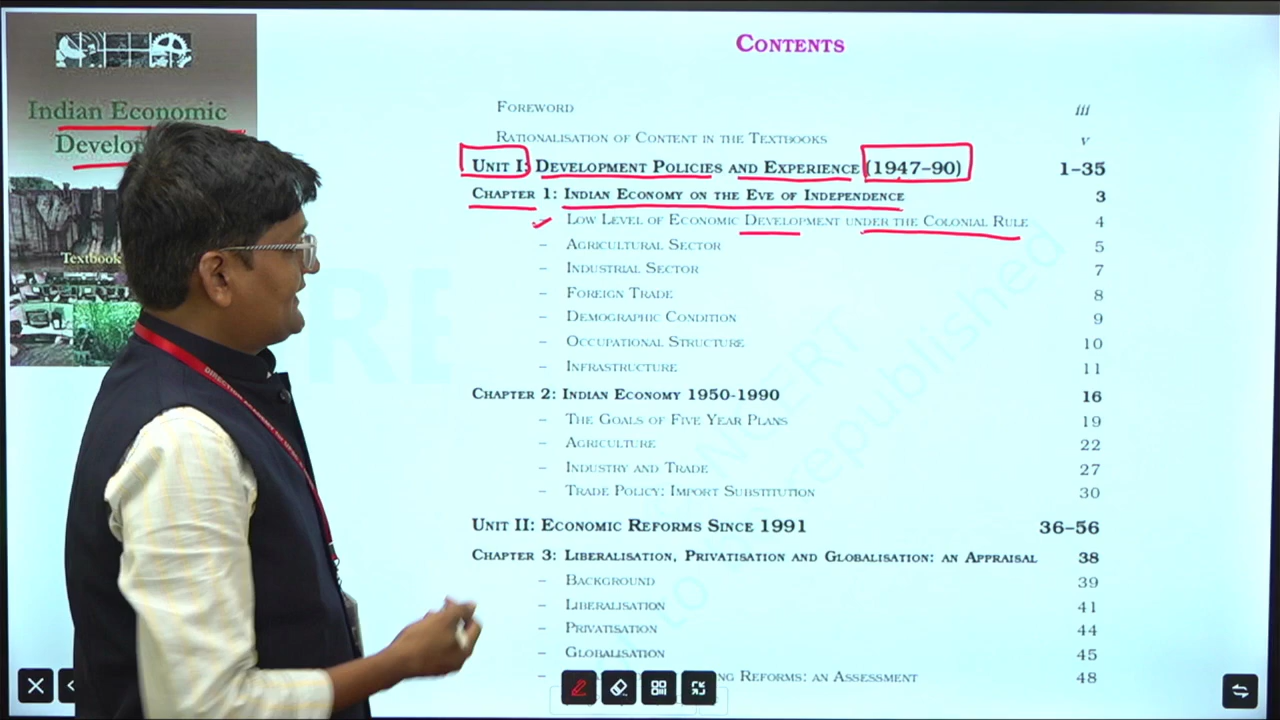 Indian Economic
Textbook
CONTENTS
FOREWORD iii
RATIONALISATION OF CONTENT IN THE TEXTBOOKS v
UNIT I: DEVELOPMENT POLICIES AND EXPERIENCE (1947–90) 1–35
CHAPTER 1: INDIAN ECONOMY ON THE EVE OF INDEPENDENCE 3
– LOW LEVEL OF ECONOMIC DEVELOPMENT UNDER THE COLONIAL RULE 4
– AGRICULTURAL SECTOR 5
– INDUSTRIAL SECTOR 7
– FOREIGN TRADE 8
– DEMOGRAPHIC CONDITION 9
– OCCUPATIONAL STRUCTURE 10
– INFRASTRUCTURE 11
CHAPTER 2: INDIAN ECONOMY 1950-1990 16
– THE GOALS OF FIVE YEAR PLANS 19
– AGRICULTURE 22
– INDUSTRY AND TRADE 27
– TRADE POLICY: IMPORT SUBSTITUTION 30
UNIT II: ECONOMIC REFORMS SINCE 1991 36–56
CHAPTER 3: LIBERALISATION, PRIVATISATION AND GLOBALISATION: AN APPRAISAL 38
– BACKGROUND 39
– LIBERALISATION 41
– PRIVATISATION 44
– GLOBALISATION 45
– REFORMS: AN ASSESSMENT 48